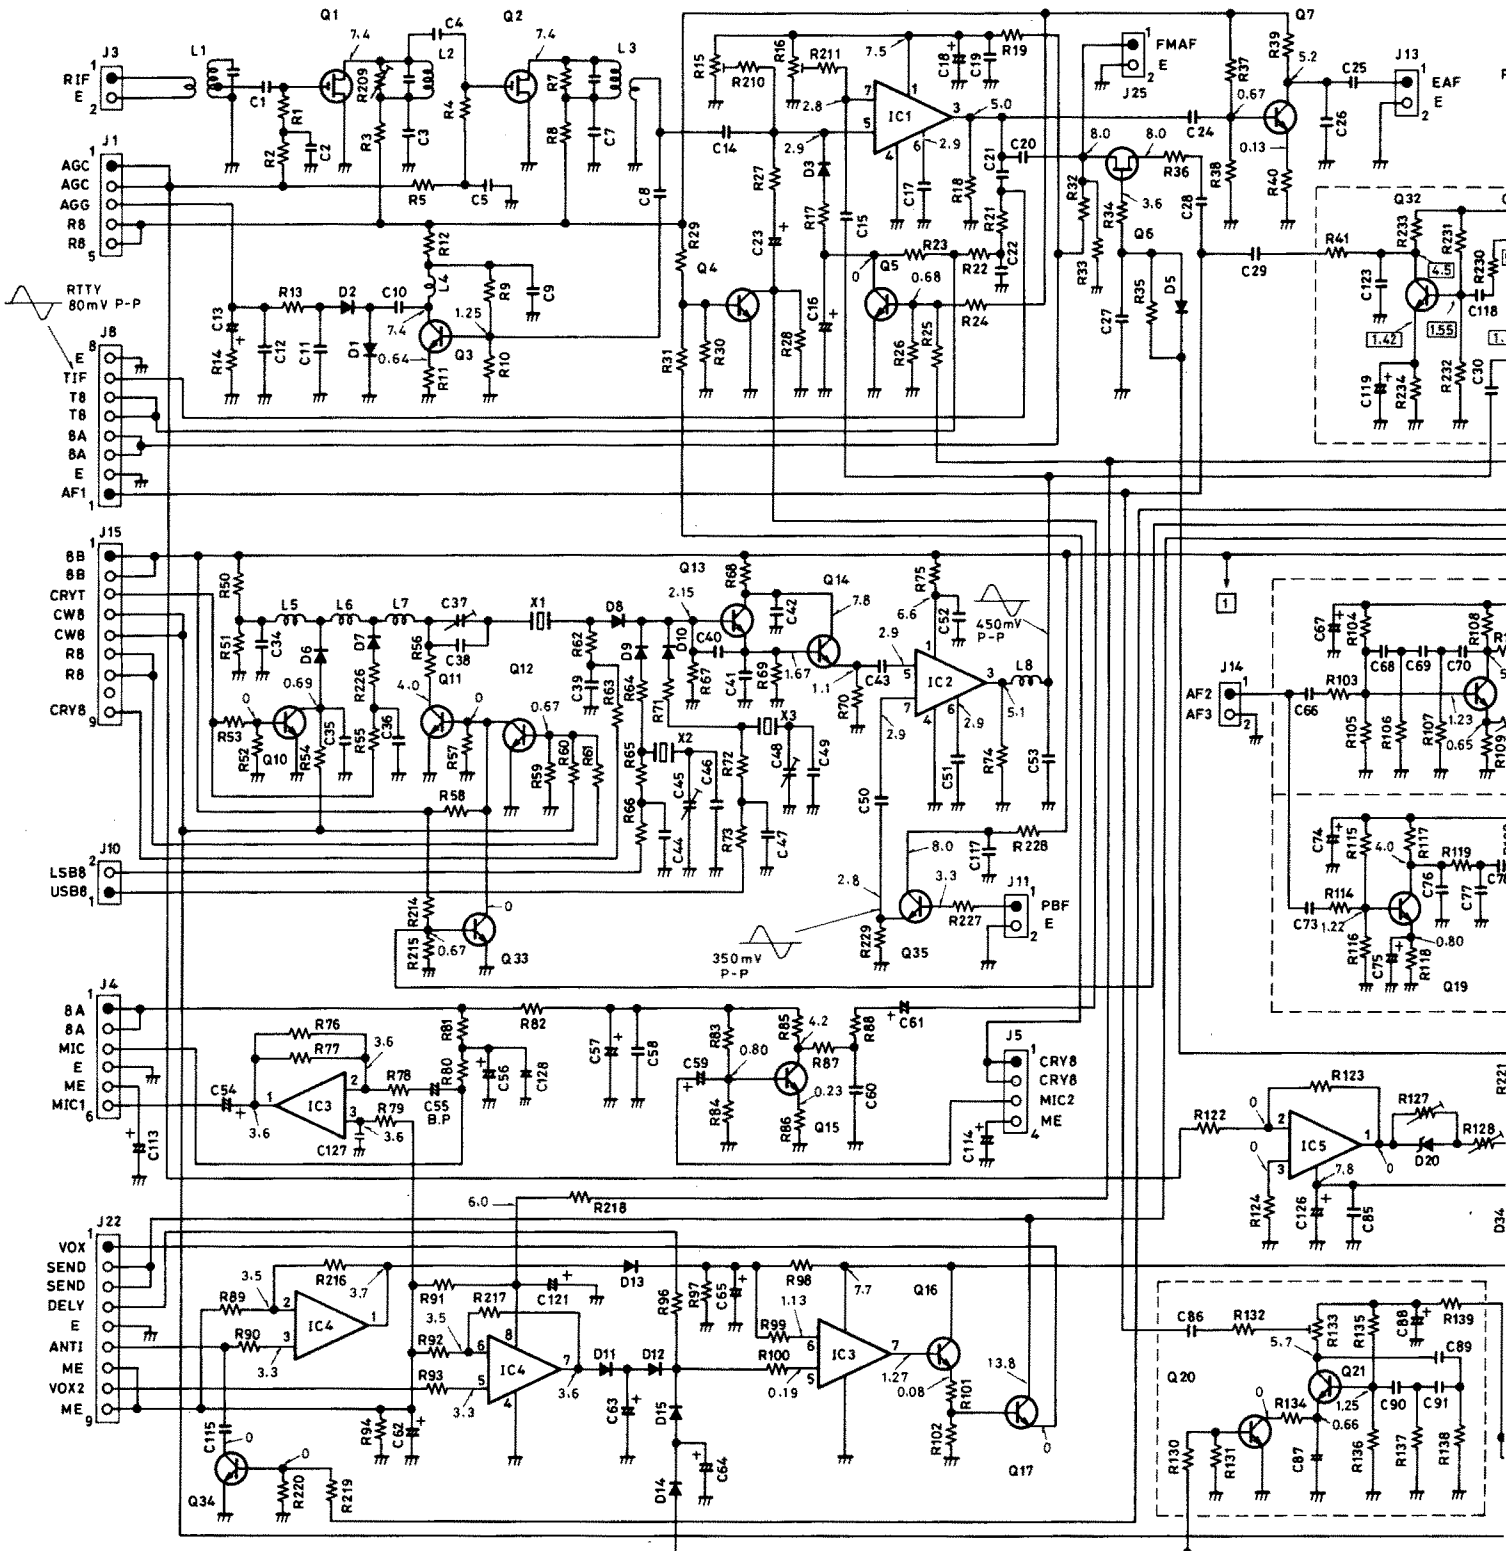 Q1
C4
Q2
Q7
J3
L1
7.4
L2
7.4
L3
RIF
E
C1
R1
R209
R4
R7
R2
C2
R3
C3
R8
C7
R15
R210
R16
R211
7.5
C18
C19
R19
FMAF
E
J25
R37
R39
5.2
C25
J13
EAF
E
2.8
IC1
5.0
0.67
C24
C26
C14
2.9
2.9
C21
C20
8.0
8.0
R36
R38
0.13
R40
J1
AGC
AGC
AGG
R8
R8
R5
C5
C8
R27
D3
R17
C15
C17
R18
R21
R32
R34
3.6
C28
R12
R29
Q4
C23
Q5
R23
0.68
R22
C22
R33
Q6
C29
R41
Q32
R233
R231
4.5
R230
RTTY
80mV P-P
R13
D2
C10
L4
R9
C9
C13
R14
C12
C11
D1
7.4
0.64
Q3
1.25
R11
R10
R31
R30
R28
C16
0
R26
R25
R24
C27
R35
D5
C123
C118
1.42
1.55
C119
R234
R232
C30
J8
E
TIF
T8
T8
8A
8A
E
AF1
J15
8B
8B
CRYT
CW8
CW8
R8
R8
CRY8
R50
L5
L6
L7
C37
X1
D8
Q13
2.15
R68
C42
Q14
7.8
R75
6.6
C52
450mV
P-P
R51
C34
D6
D7
R56
C38
R62
D9
D10
C40
1.67
2.9
R226
Q11
4.0
Q12
0
0.67
C39
R63
R64
R71
R67
C41
R69
1.1
R70
C43
IC2
2.9
2.9
L8
5.1
0
R53
0.69
R52
Q10
R54
C35
R55
C36
R57
R59
R60
R61
R65
X2
R72
X3
C45
C46
C48
C49
C50
C51
R74
C53
R58
R66
C44
R73
C47
J10
LSB8
USB8
R214
0
R215
0.67
Q33
2.8
8.0
C117
R228
3.3
R227
J11
PBF
E
R229
Q35
350mV
P-P
1
J14
AF2
AF3
C66
R103
C67
R104
C68
C69
C70
R108
R105
R106
R107
1.23
0.65
R109
C74
R115
R117
4.0
R119
C76
C77
C78
R114
C73
1.22
R116
C75
R118
0.80
Q19
J4
8A
8A
MIC
E
ME
MIC1
R76
R77
3.6
R78
C54
IC3
3.6
R79
C127
3.6
C55
B.P
C113
R81
R80
R82
C56
C128
C57
C58
C59
R83
0.80
R84
R85
4.2
R87
0.23
R86
Q15
R88
C60
C61
J5
CRY8
CRY8
MIC2
ME
C114
R122
R123
0
IC5
0
R124
7.8
C126
C85
0
R127
D20
R128
R221
D34
6.0
R218
J22
VOX
SEND
SEND
DELY
E
ANTI
ME
VOX2
ME
R89
3.5
R216
3.7
IC4
R90
3.3
R91
C121
R217
3.5
R92
R93
3.3
IC4
3.6
D11
D12
D13
R96
R97
C65
R98
7.7
1.13
R99
R100
0.19
IC3
1.27
Q16
0.08
R101
R102
13.8
0
Q17
C115
0
0
Q34
R220
R219
R94
C62
C63
D15
D14
C64
C86
R132
5.7
R133
R135
C88
R139
C89
Q20
Q21
0
R134
1.25
0.66
C90
C91
R130
R131
C87
R136
R137
R138